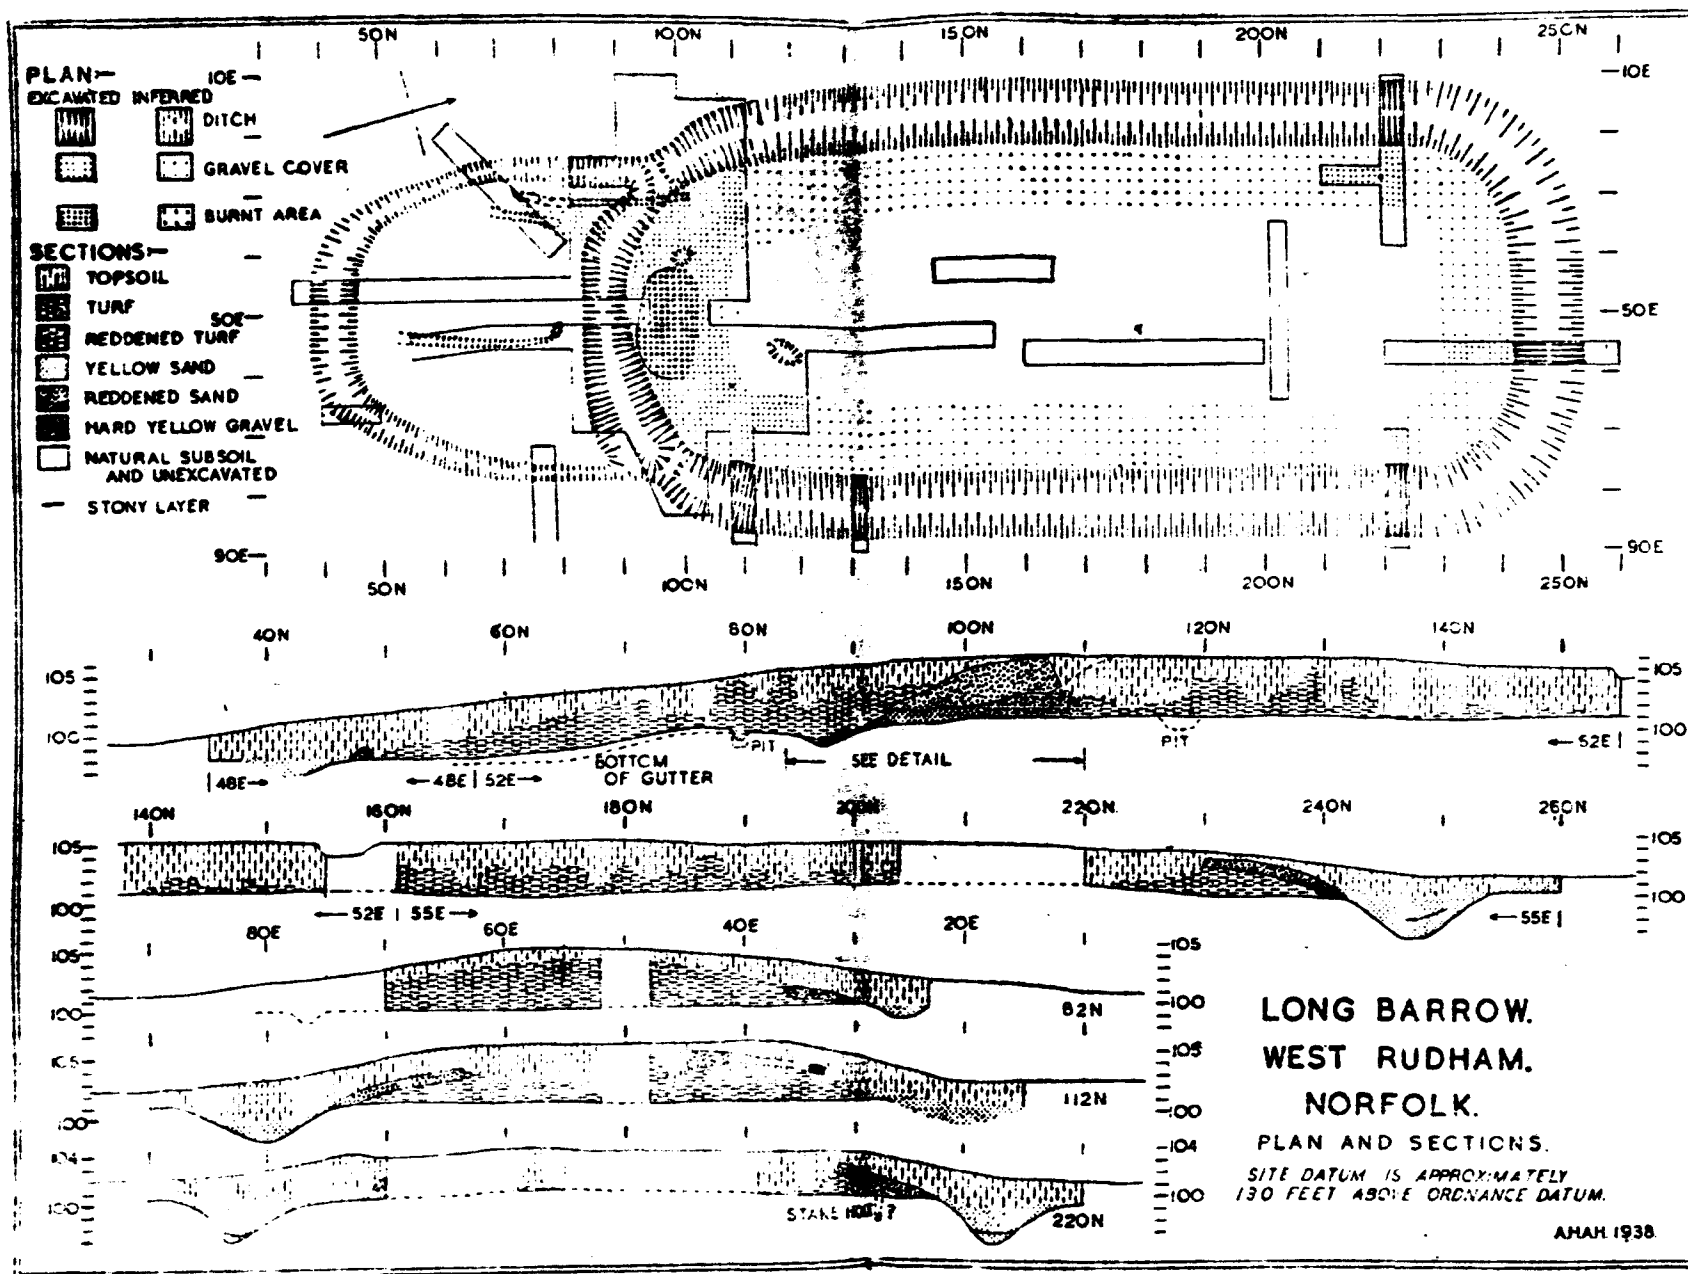 50N 100N 150N 200N 250N
PLAN:-
EXCAVATED INFERRED
DITCH
GRAVEL COVER
BURNT AREA
SECTIONS:-
TOPSOIL
TURF
REDDENED TURF
YELLOW SAND
REDDENED SAND
HARD YELLOW GRAVEL
NATURAL SUBSOIL
AND UNEXCAVATED
STONY LAYER
10E 10E
50E 50E
90E 90E
50N 100N 150N 200N 250N
40N 60N 80N 100N 120N 140N
105 105
100 100
PIT PIT
48E 48E 52E BOTTOM
OF GUTTER
SEE DETAIL
52E
140N 160N 180N 200N 220N 240N 260N
105 105
100 100
52E 55E 55E
80E 60E 40E 20E
105 105
100 82N 100
105 105
100 112N 100
104 104
100 100
STAKE HOLES? 220N
LONG BARROW.
WEST RUDHAM.
NORFOLK.
PLAN AND SECTIONS.
SITE DATUM IS APPROXIMATELY
130 FEET ABOVE ORDNANCE DATUM.
A.H.A.H. 1938.